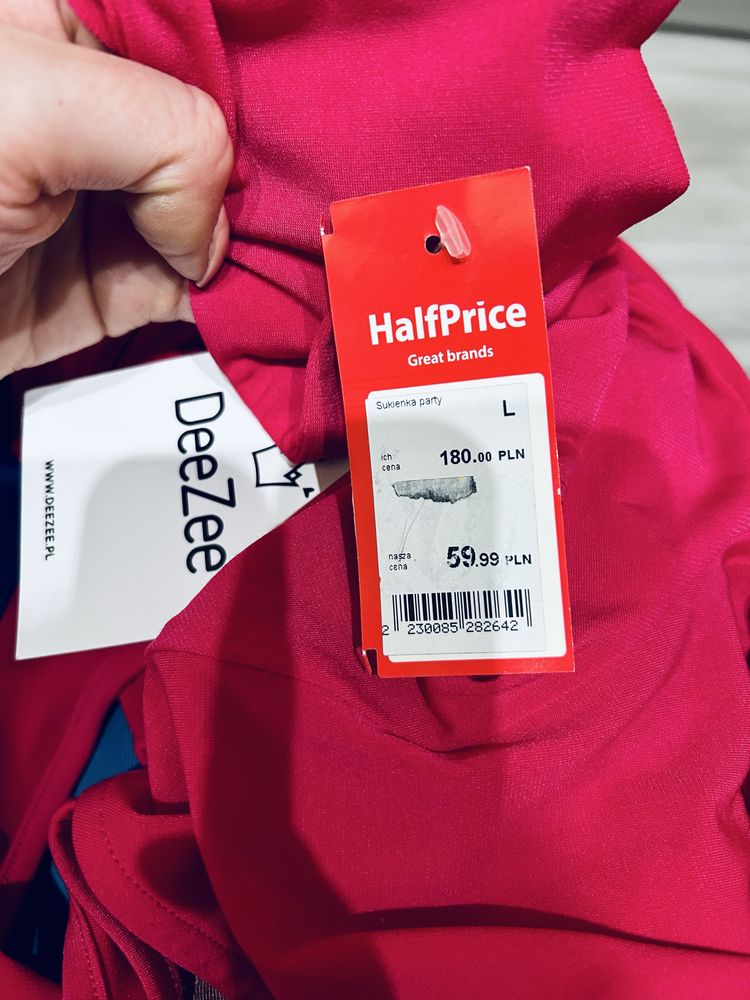 HalfPrice
Great brands
Sukienka party
L
ich
cena
180.00 PLN
nasza
cena
59.99 PLN
2 230085 282642
DeeZee
WWW.DEEZEE.PL